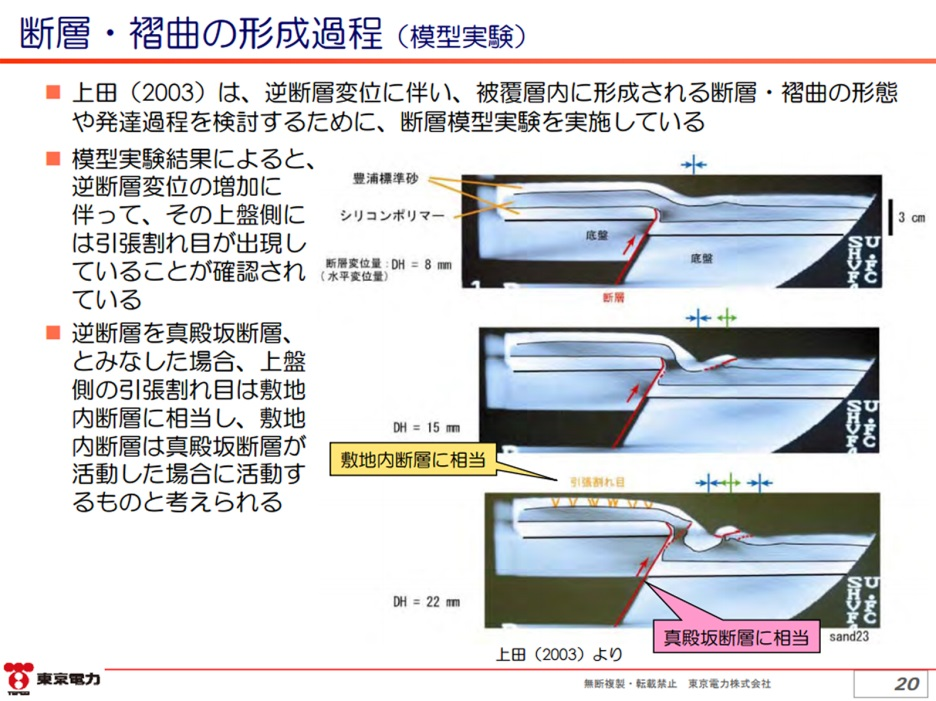 断層・褶曲の形成過程（模型実験）
■ 上田（2003）は、逆断層変位に伴い、被覆層内に形成される断層・褶曲の形態
や発達過程を検討するために、断層模型実験を実施している
■ 模型実験結果によると、
逆断層変位の増加に
伴って、その上盤側に
は引張割れ目が出現し
ていることが確認され
ている
■ 逆断層を真殿坂断層、
とみなした場合、上盤
側の引張割れ目は敷地
内断層に相当し、敷地
内断層は真殿坂断層が
活動した場合に活動す
るものと考えられる
豊浦標準砂
シリコンポリマー
底盤
底盤
3 cm
断層変位量：DH = 8 mm
（水平変位量）
断層
DH = 15 mm
敷地内断層に相当
引張割れ目
DH = 22 mm
真殿坂断層に相当
sand23
上田（2003）より
東京電力
TEPCO
無断複製・転載禁止　東京電力株式会社
20